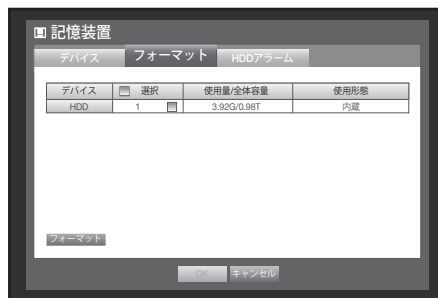 記憶装置
デバイス フォーマット HDDアラーム
デバイス 選択 使用量/全体容量 使用形態
HDD 1 3.92G/0.98T 内蔵
フォーマット
OK キャンセル